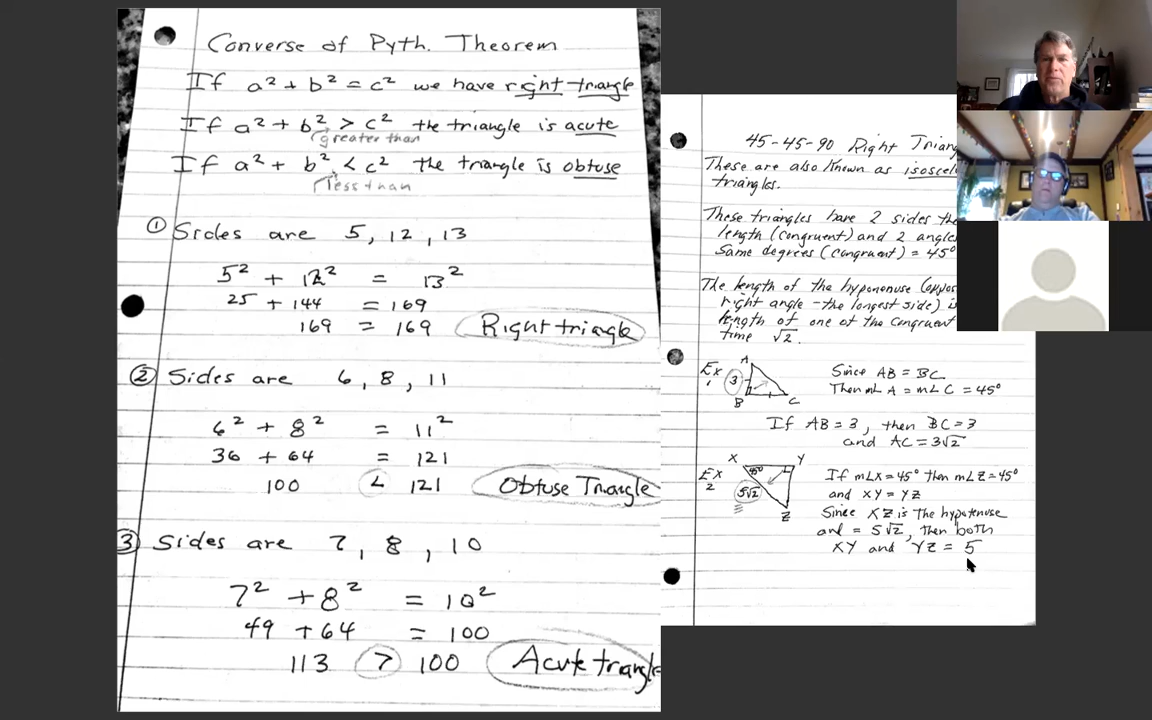 Converse of Pyth. Theorem
If a² + b² = c² we have right triangle
If a² + b² > c² the triangle is acute
greater than
If a² + b² < c² the triangle is obtuse
less than
① Sides are 5, 12, 13
5² + 12² = 13²
25 + 144 = 169
169 = 169 Right triangle
② Sides are 6, 8, 11
6² + 8² = 11²
36 + 64 = 121
100 < 121 Obtuse Triangle
③ Sides are 7, 8, 10
7² + 8² = 10²
49 + 64 = 100
113 > 100 Acute triangle
45-45-90 Right Triang
These are also known as isoscel
triangles.
These triangles have 2 sides the
length (congruent) and 2 angle
Same degrees (congruent) = 45°
The length of the hyponenuse (oppos
right angle - the longest side) is
length of one of the congruent
time √2.
Ex 1
A
3
B C
Since AB = BC
Then m∠A = m∠C = 45°
If AB = 3, then BC = 3
and AC = 3√2
Ex 2
X Y
45°
5√2
Z
If m∠X = 45° then m∠Z = 45°
and XY = YZ
Since XZ is the hypotenuse
and = 5√2, then both
XY and YZ = 5